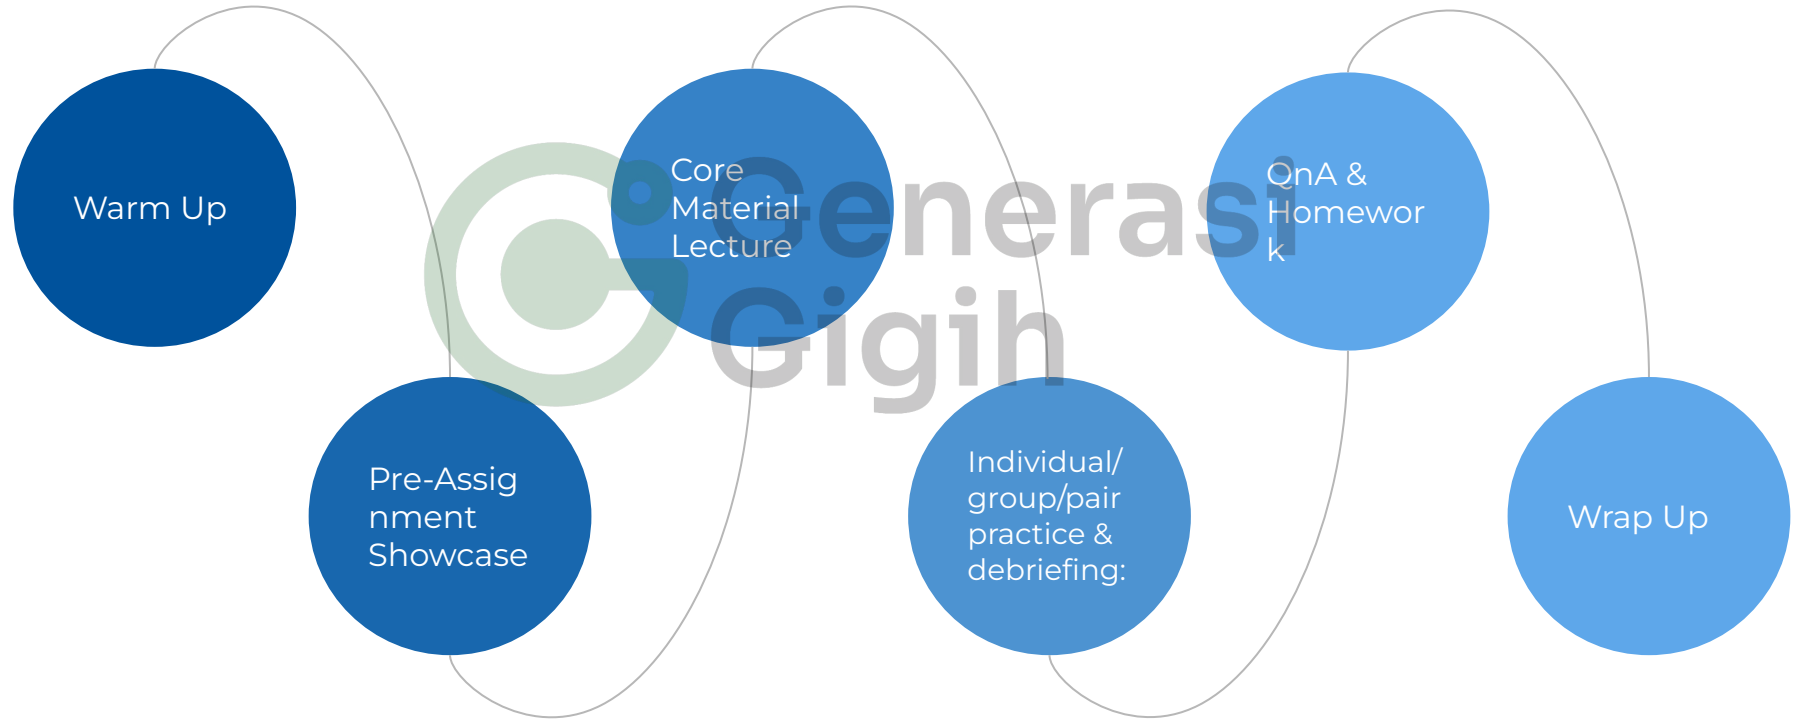 Warm Up
Pre-Assig
nment
Showcase
Core
Material
Lecture
Individual/
group/pair
practice &
debriefing:
QnA &
Homewor
k
Wrap Up
Generasi
Gigih